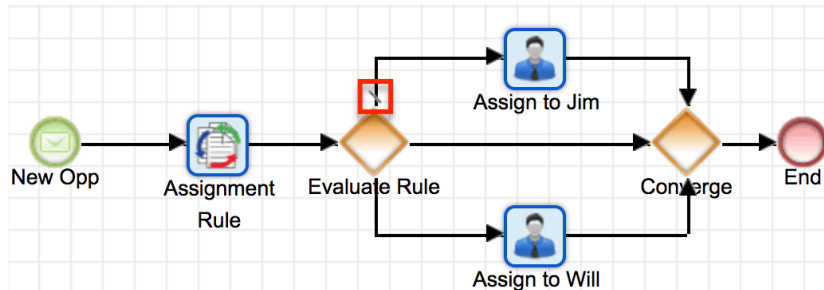 New Opp
Assignment
Rule
Evaluate Rule
Assign to Jim
Assign to Will
Converge
End